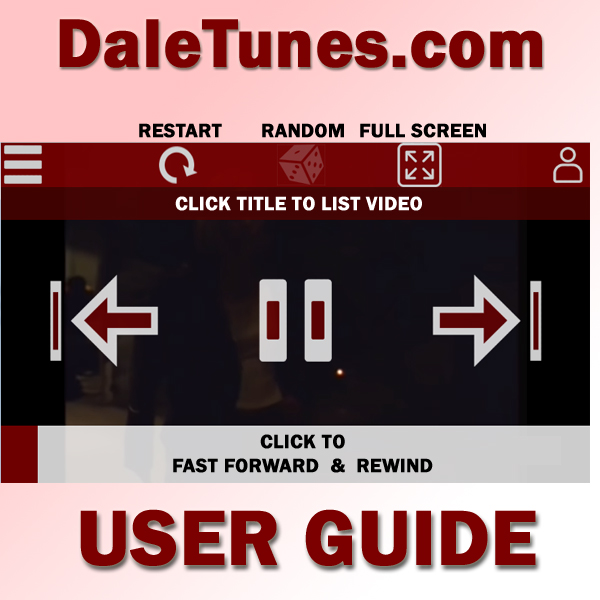 DaleTunes.com
RESTART RANDOM FULL SCREEN
CLICK TITLE TO LIST VIDEO
CLICK TO
FAST FORWARD & REWIND
USER GUIDE